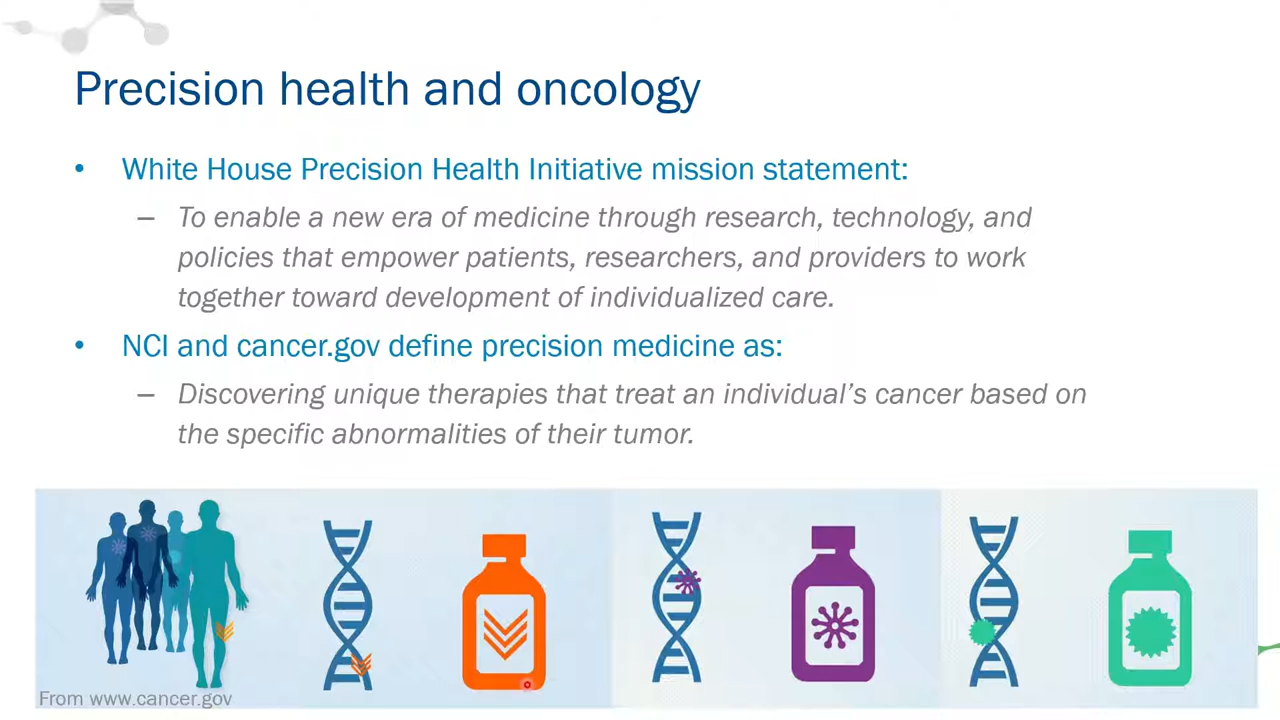 Precision health and oncology
• White House Precision Health Initiative mission statement:
– To enable a new era of medicine through research, technology, and
policies that empower patients, researchers, and providers to work
together toward development of individualized care.
• NCI and cancer.gov define precision medicine as:
– Discovering unique therapies that treat an individual’s cancer based on
the specific abnormalities of their tumor.
From www.cancer.gov